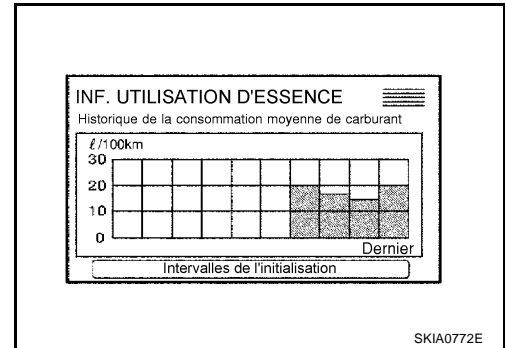 INF. UTILISATION D'ESSENCE
Historique de la consommation moyenne de carburant
ℓ/100km
30
20
10
0
Dernier
Intervalles de l'initialisation
SKIA0772E